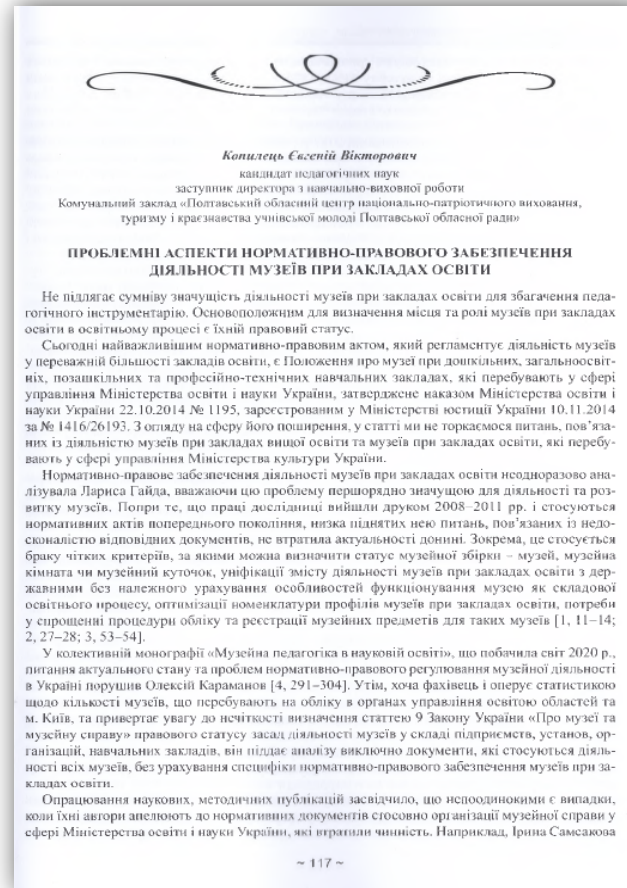 Копилець Євгеній Вікторович
кандидат педагогічних наук
заступник директора з навчально-виховної роботи
Комунальний заклад «Полтавський обласний центр національно-патріотичного виховання,
туризму і краєзнавства учнівської молоді Полтавської обласної ради»
ПРОБЛЕМНІ АСПЕКТИ НОРМАТИВНО-ПРАВОВОГО ЗАБЕЗПЕЧЕННЯ
ДІЯЛЬНОСТІ МУЗЕЇВ ПРИ ЗАКЛАДАХ ОСВІТИ
Не підлягає сумніву значущість діяльності музеїв при закладах освіти для збагачення педа-
гогічного інструментарію. Основоположним для визначення місця та ролі музеїв при закладах
освіти в освітньому процесі є їхній правовий статус.
Сьогодні найважливішим нормативно-правовим актом, який регламентує діяльність музеїв
у переважній більшості закладів освіти, є Положення про музеї при дошкільних, загальноосвіт-
ніх, позашкільних та професійно-технічних навчальних закладах, які перебувають у сфері
управління Міністерства освіти і науки України, затверджене наказом Міністерства освіти і
науки України 22.10.2014 № 1195, зареєстрованим у Міністерстві юстиції України 10.11.2014
за № 1416/26193. З огляду на сферу його поширення, у статті ми не торкаємося питань, пов’яза-
них із діяльністю музеїв при закладах вищої освіти та музеїв при закладах освіти, які перебу-
вають у сфері управління Міністерства культури України.
Нормативно-правове забезпечення діяльності музеїв при закладах освіти неодноразово ана-
лізувала Лариса Гайда, вважаючи цю проблему першорядно значущою для діяльності та роз-
витку музеїв. Попри те, що праці дослідниці вийшли друком 2008–2011 рр. і стосуються
нормативних актів попереднього покоління, низка піднятих нею питань, пов’язаних із недо-
сконалістю відповідних документів, не втратила актуальності донині. Зокрема, це стосується
браку чітких критеріїв, за якими можна визначити статус музейної збірки – музей, музейна
кімната чи музейний куточок, уніфікації змісту діяльності музеїв при закладах освіти з дер-
жавними без належного урахування особливостей функціонування музею як складової
освітнього процесу, оптимізації номенклатури профілів музеїв при закладах освіти, потреби
у спрощенні процедури обліку та реєстрації музейних предметів для таких музеїв [1, 11–14;
2, 27–28; 3, 53–54].
У колективній монографії «Музейна педагогіка в науковій освіті», що побачила світ 2020 р.,
питання актуального стану та проблем нормативно-правового регулювання музейної діяльності
в Україні порушив Олексій Караманов [4, 291–304]. Утім, хоча фахівець і оперує статистикою
щодо кількості музеїв, що перебувають на обліку в органах управління освітою областей та
м. Київ, та привертає увагу до нечіткості визначення статтею 9 Закону України «Про музеї та
музейну справу» правового статусу засад діяльності музеїв у складі підприємств, установ, ор-
ганізацій, навчальних закладів, він піддає аналізу виключно документи, які стосуються діяль-
ності всіх музеїв, без урахування специфіки нормативно-правового забезпечення музеїв при за-
кладах освіти.
Опрацювання наукових, методичних публікацій засвідчило, що непоодинокими є випадки,
коли їхні автори апелюють до нормативних документів стосовно організації музейної справи у
сфері Міністерства освіти і науки України, які втратили чинність. Наприклад, Ірина Самсакова
~ 117 ~